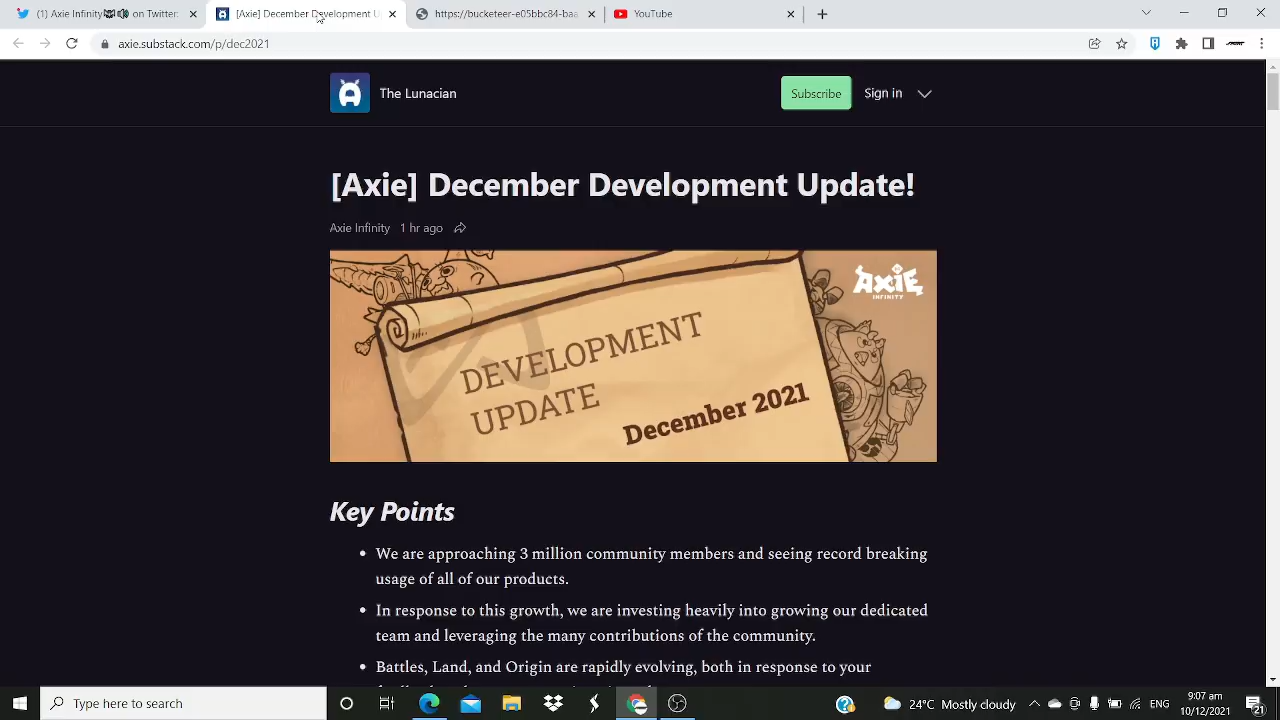 (1) Axie Infinity
on Twitter:
[Axie] December Development U
https://bucketeer-e05bbc84-baa
YouTube
axie.substack.com/p/dec2021
The Lunacian
Subscribe
Sign in
[Axie] December Development Update!
Axie Infinity 1 hr ago
AXIE
INFINITY
DEVELOPMENT
UPDATE
December 2021
Key Points
• We are approaching 3 million community members and seeing record breaking
usage of all of our products.
• In response to this growth, we are investing heavily into growing our dedicated
team and leveraging the many contributions of the community.
• Battles, Land, and Origin are rapidly evolving, both in response to your
Type here to search
24°C Mostly cloudy
ENG
9:07 am
10/12/2021
21